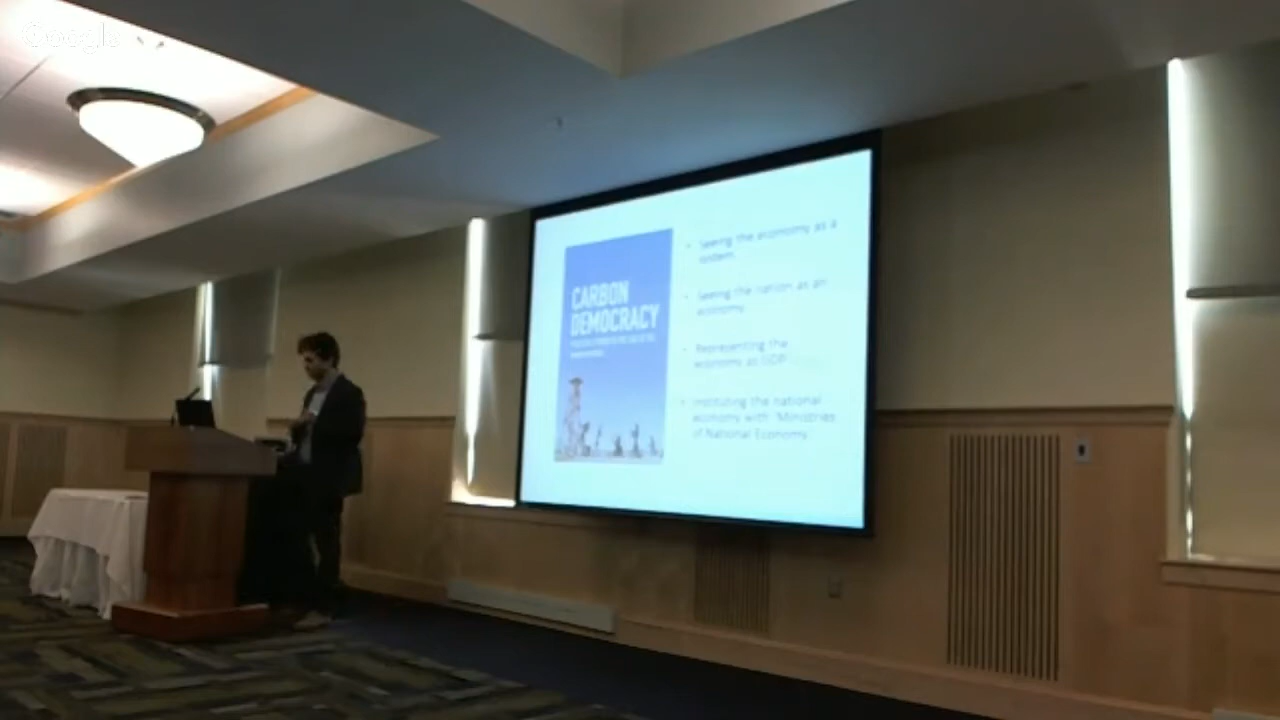 Google
CARBON
DEMOCRACY
• Seeing the economy as a
system.
• Seeing the nation as an
economy
• Representing the
economy as GDP
• Instituting the national
economy with 'Ministries
of National Economy'